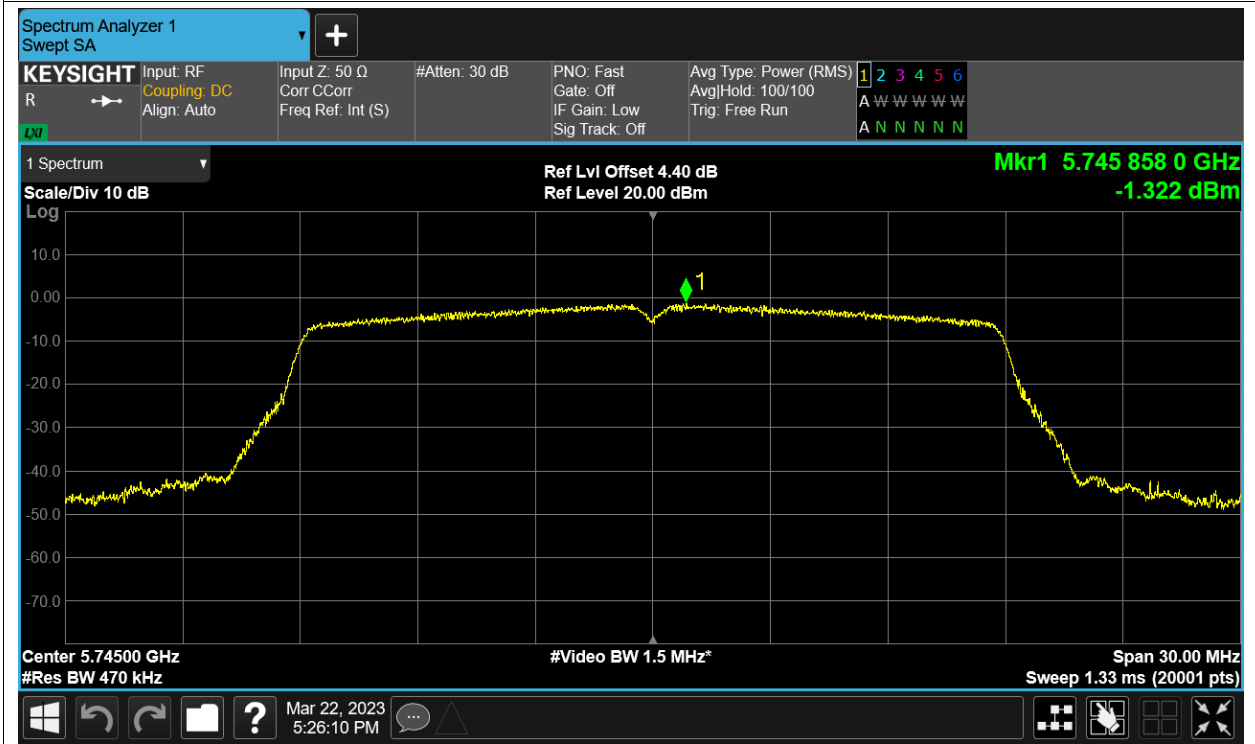 Spectrum Analyzer 1
Swept SA
+
KEYSIGHT
R
LXI
Input: RF
Coupling: DC
Align: Auto
Input Z: 50 Ω
Corr CCorr
Freq Ref: Int (S)
#Atten: 30 dB
PNO: Fast
Gate: Off
IF Gain: Low
Sig Track: Off
Avg Type: Power (RMS)
Avg|Hold: 100/100
Trig: Free Run
1 2 3 4 5 6
A W W W W W
A N N N N N
1 Spectrum
Scale/Div 10 dB
Log
Ref Lvl Offset 4.40 dB
Ref Level 20.00 dBm
Mkr1 5.745 858 0 GHz
-1.322 dBm
10.0
0.00
-10.0
-20.0
-30.0
-40.0
-50.0
-60.0
-70.0
1
Center 5.74500 GHz
#Res BW 470 kHz
#Video BW 1.5 MHz*
Span 30.00 MHz
Sweep 1.33 ms (20001 pts)
?
Mar 22, 2023
5:26:10 PM